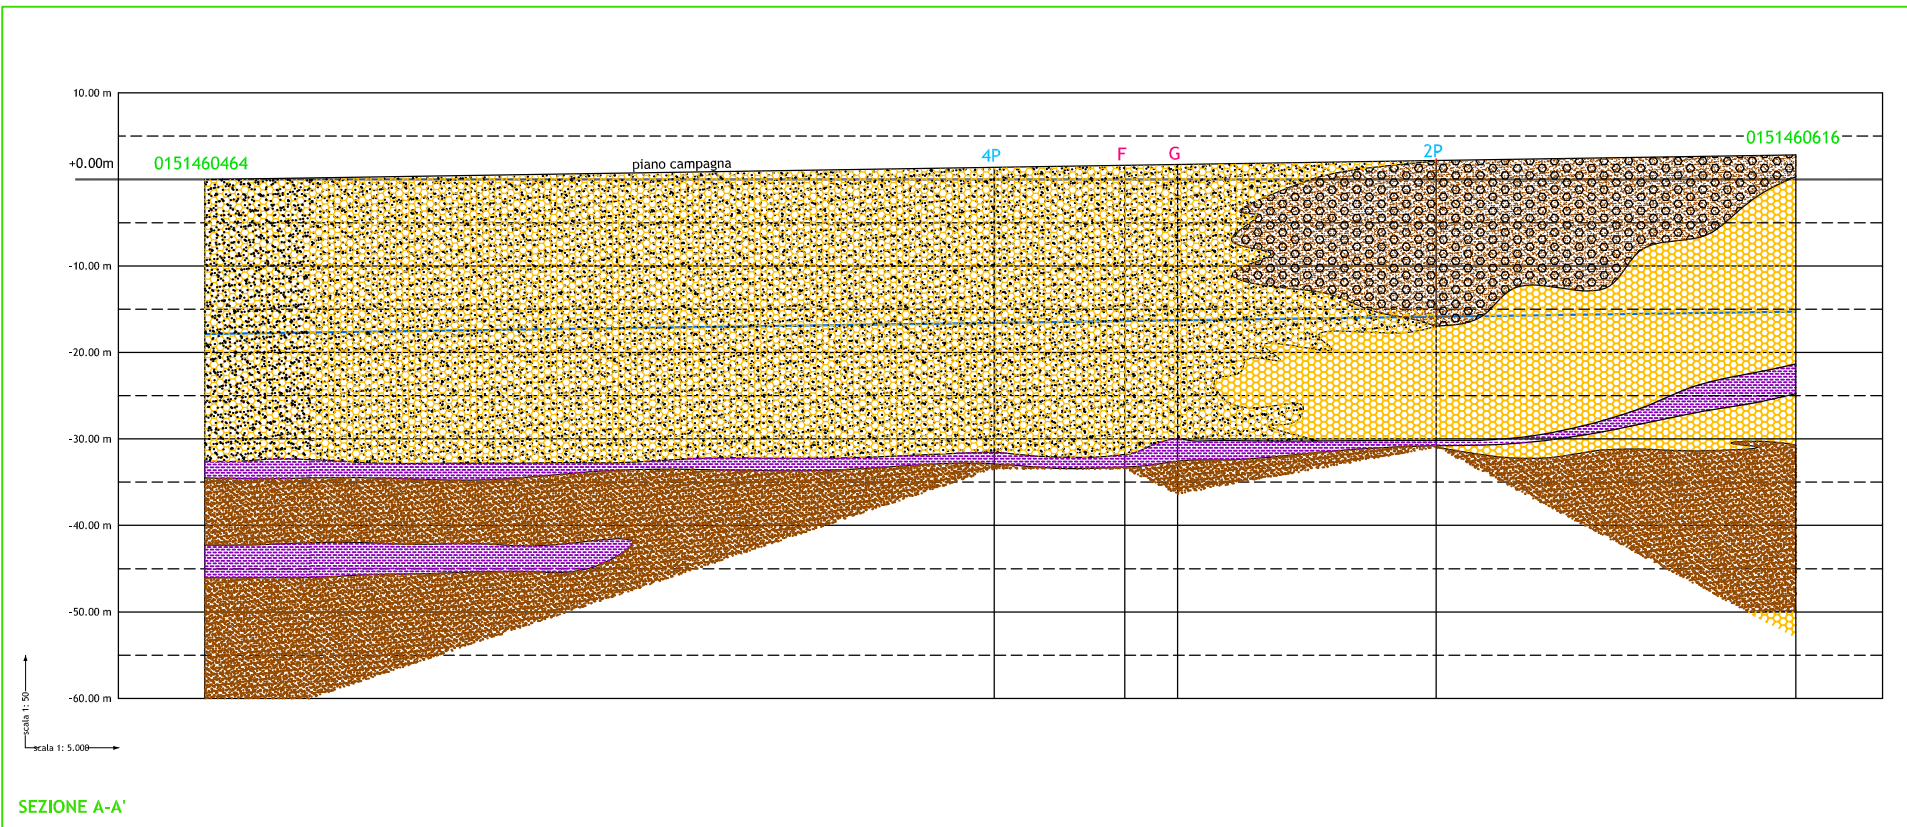 10.00 m
+0.00m
0151460464
piano campagna
4P
F
G
2P
0151460616
-10.00 m
-20.00 m
-30.00 m
-40.00 m
-50.00 m
-60.00 m
scala 1: 50
scala 1: 5.000
SEZIONE A-A'